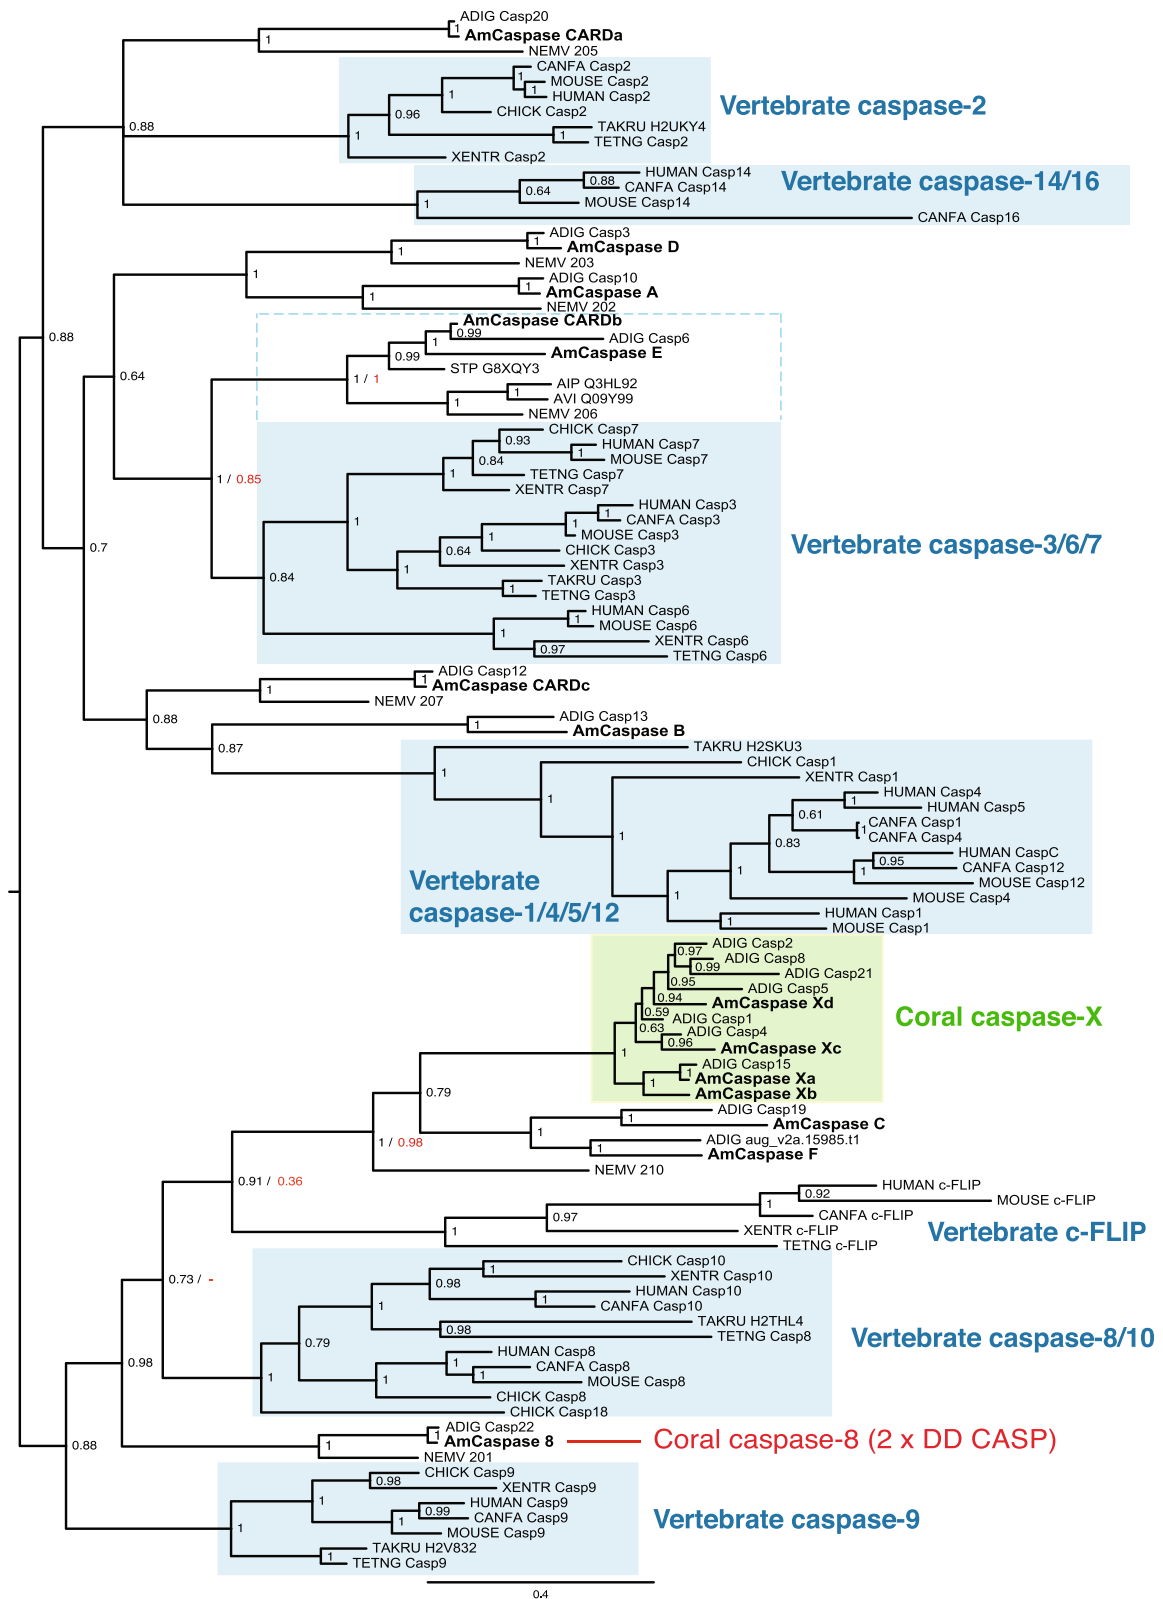 ADIG Casp20
1
AmCaspase CARDa
1
NEMV 205
CANFA Casp2
1
MOUSE Casp2
1
HUMAN Casp2
1
CHICK Casp2
0.96
Vertebrate caspase-2
TAKRU H2UKY4
1
TETNG Casp2
1
XENTR Casp2
0.88
HUMAN Casp14
0.88
CANFA Casp14
0.64
MOUSE Casp14
Vertebrate caspase-14/16
1
CANFA Casp16
ADIG Casp3
1
AmCaspase D
1
NEMV 203
1
ADIG Casp10
1
AmCaspase A
1
NEMV 202
AmCaspase CARDb
0.99
ADIG Casp6
0.88
0.99
AmCaspase E
STP G8XQY3
1 / 1
0.64
AIP Q3HL92
1
AVI Q09Y99
1
NEMV 206
CHICK Casp7
0.93
HUMAN Casp7
1
MOUSE Casp7
0.84
TETNG Casp7
1
XENTR Casp7
1 / 0.85
HUMAN Casp3
1
CANFA Casp3
1
MOUSE Casp3
1
CHICK Casp3
0.64
XENTR Casp3
1
1
TAKRU Casp3
1
TETNG Casp3
Vertebrate caspase-3/6/7
0.7
0.84
HUMAN Casp6
1
MOUSE Casp6
1
XENTR Casp6
0.97
TETNG Casp6
ADIG Casp12
1
AmCaspase CARDc
1
NEMV 207
0.88
ADIG Casp13
1
AmCaspase B
0.87
TAKRU H2SKU3
1
CHICK Casp1
1
XENTR Casp1
1
HUMAN Casp4
1
HUMAN Casp5
0.61
CANFA Casp1
1
CANFA Casp4
0.83
HUMAN CaspC
0.95
CANFA Casp12
1
MOUSE Casp12
1
MOUSE Casp4
1
HUMAN Casp1
1
MOUSE Casp1
Vertebrate
caspase-1/4/5/12
ADIG Casp2
0.97
ADIG Casp8
0.99
ADIG Casp21
0.95
ADIG Casp5
0.94
AmCaspase Xd
0.59
ADIG Casp1
0.63
ADIG Casp4
0.96
AmCaspase Xc
1
ADIG Casp15
1
AmCaspase Xa
1
AmCaspase Xb
Coral caspase-X
0.79
ADIG Casp19
1
AmCaspase C
1
ADIG aug_v2a.15985.t1
1
AmCaspase F
1 / 0.98
NEMV 210
0.91 / 0.36
HUMAN c-FLIP
0.92
MOUSE c-FLIP
1
CANFA c-FLIP
0.97
XENTR c-FLIP
1
TETNG c-FLIP
Vertebrate c-FLIP
0.73 / -
CHICK Casp10
1
XENTR Casp10
0.98
HUMAN Casp10
1
CANFA Casp10
1
TAKRU H2THL4
0.98
TETNG Casp8
0.79
HUMAN Casp8
1
CANFA Casp8
1
MOUSE Casp8
1
CHICK Casp8
1
CHICK Casp18
Vertebrate caspase-8/10
0.98
ADIG Casp22
1
AmCaspase 8
Coral caspase-8 (2 x DD CASP)
1
NEMV 201
0.88
CHICK Casp9
0.98
XENTR Casp9
1
HUMAN Casp9
0.99
CANFA Casp9
1
MOUSE Casp9
1
TAKRU H2V832
1
TETNG Casp9
Vertebrate caspase-9
0.4